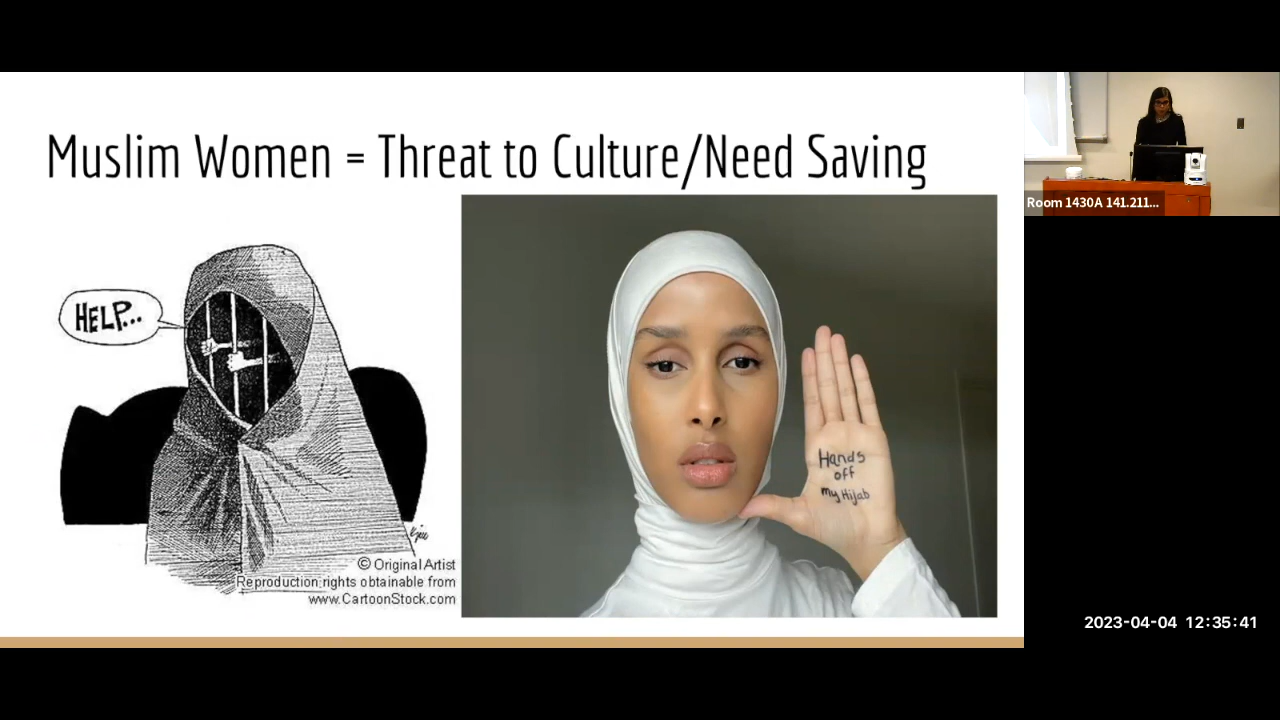 Muslim Women = Threat to Culture/Need Saving
HELP...
© Original Artist
Reproduction rights obtainable from
www.CartoonStock.com
Hands
off
my Hijab
Room 1430A 141.211...
2023-04-04 12:35:41